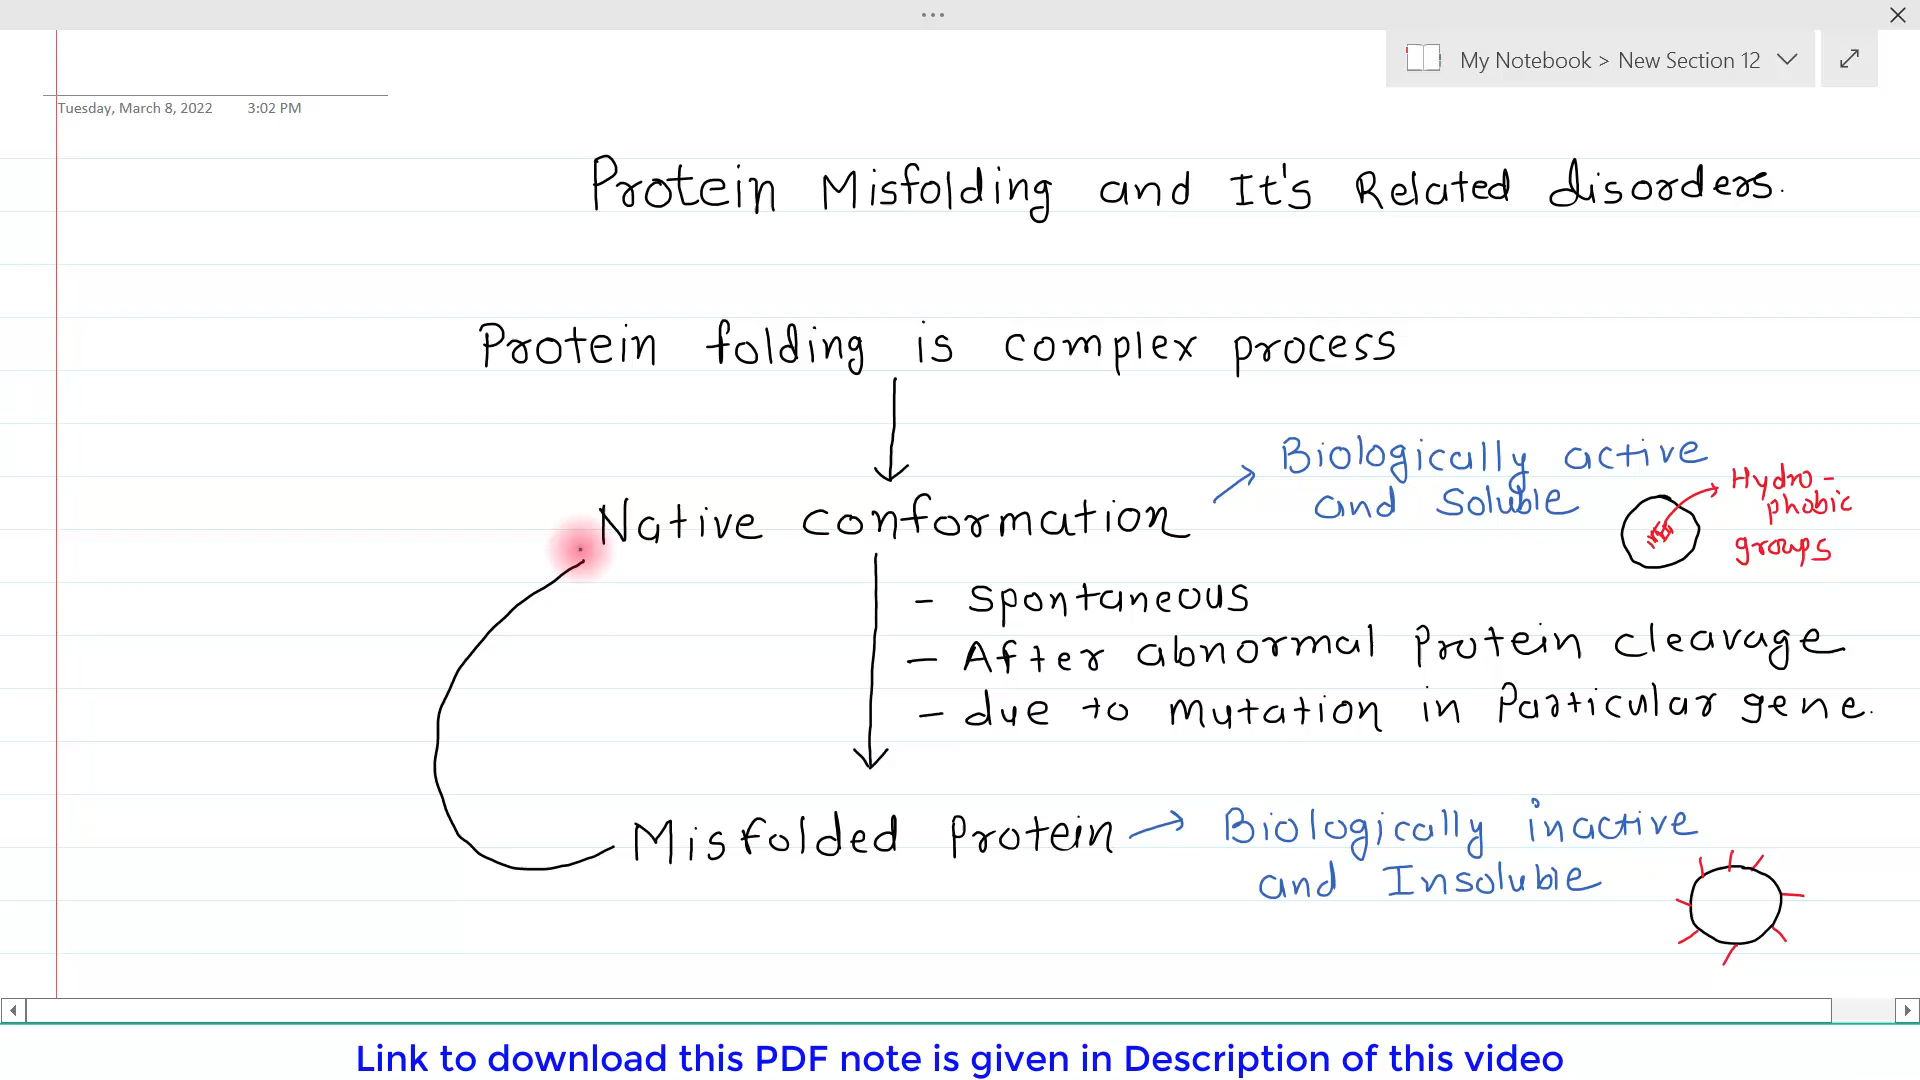 My Notebook > New Section 12
Tuesday, March 8, 2022 3:02 PM
Protein Misfolding and It's Related disorders.
Protein folding is complex process
Native conformation
Biologically active
and Soluble
Hydro-
phobic
groups
- Spontaneous
- After abnormal Protein cleavage
- due to mutation in Particular gene.
Misfolded Protein
Biologically inactive
and Insoluble
Link to download this PDF note is given in Description of this video